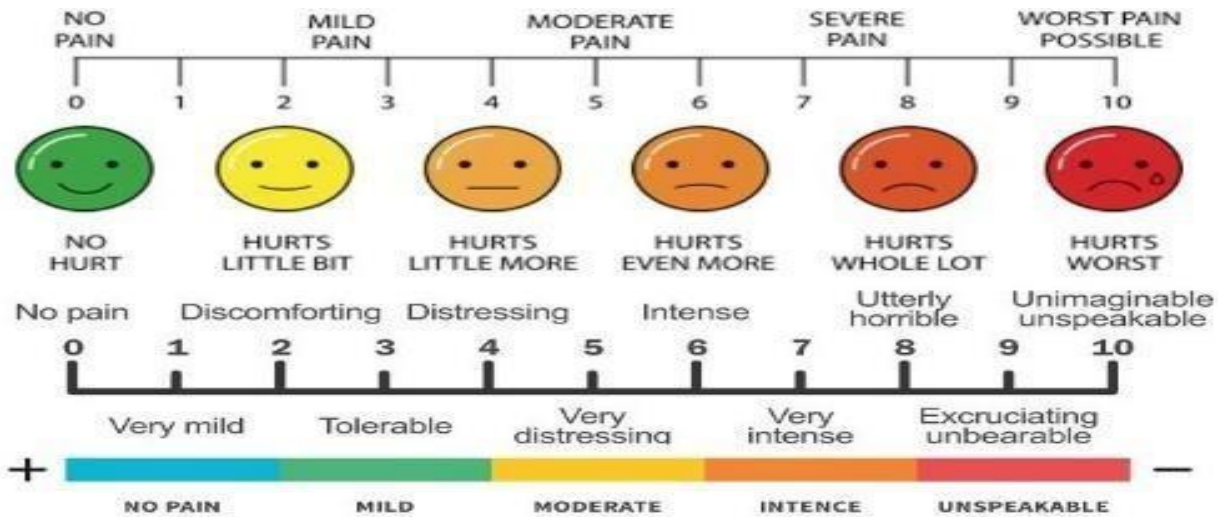 NO PAIN
MILD PAIN
MODERATE PAIN
SEVERE PAIN
WORST PAIN POSSIBLE
0 1 2 3 4 5 6 7 8 9 10
NO HURT
HURTS LITTLE BIT
HURTS LITTLE MORE
HURTS EVEN MORE
HURTS WHOLE LOT
HURTS WORST
No pain
Discomforting
Distressing
Intense
Utterly horrible
Unimaginable unspeakable
0 1 2 3 4 5 6 7 8 9 10
Very mild
Tolerable
Very distressing
Very intense
Excruciating unbearable
+ −
NO PAIN MILD MODERATE INTENCE UNSPEAKABLE